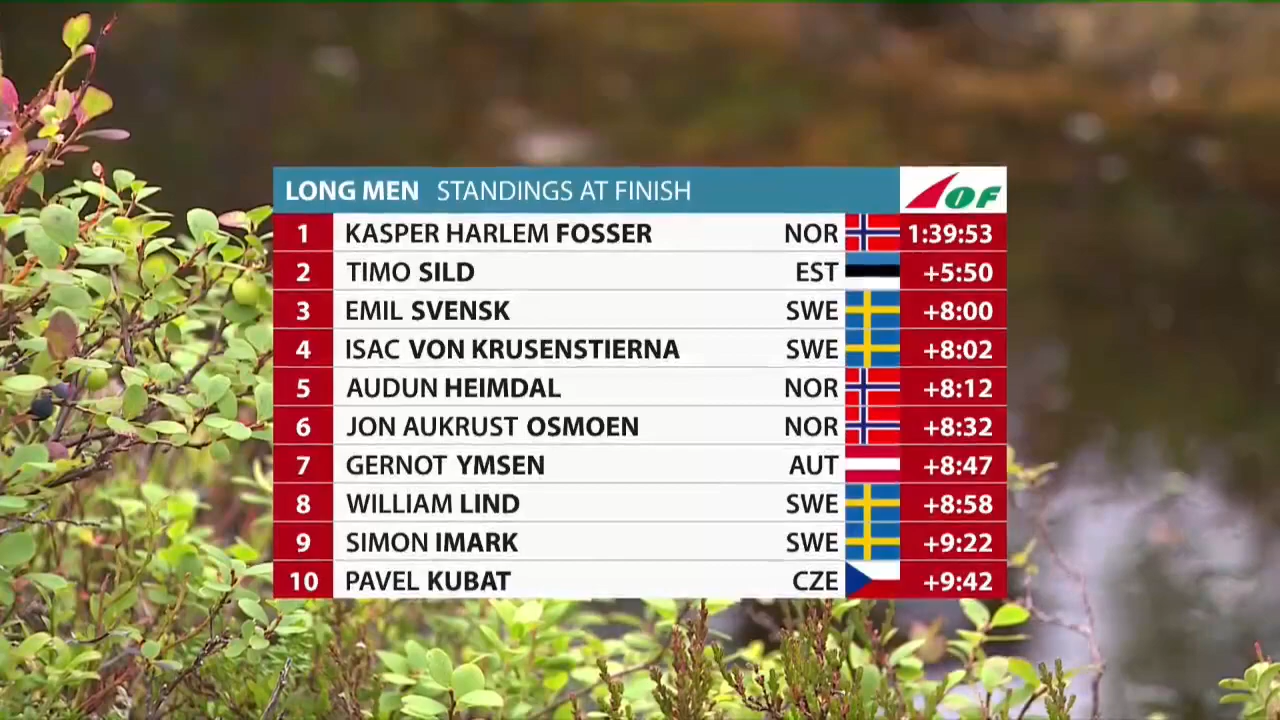 LONG MEN STANDINGS AT FINISH IOF
1 KASPER HARLEM FOSSER NOR 1:39:53
2 TIMO SILD EST +5:50
3 EMIL SVENSK SWE +8:00
4 ISAC VON KRUSENSTIERNA SWE +8:02
5 AUDUN HEIMDAL NOR +8:12
6 JON AUKRUST OSMOEN NOR +8:32
7 GERNOT YMSEN AUT +8:47
8 WILLIAM LIND SWE +8:58
9 SIMON IMARK SWE +9:22
10 PAVEL KUBAT CZE +9:42